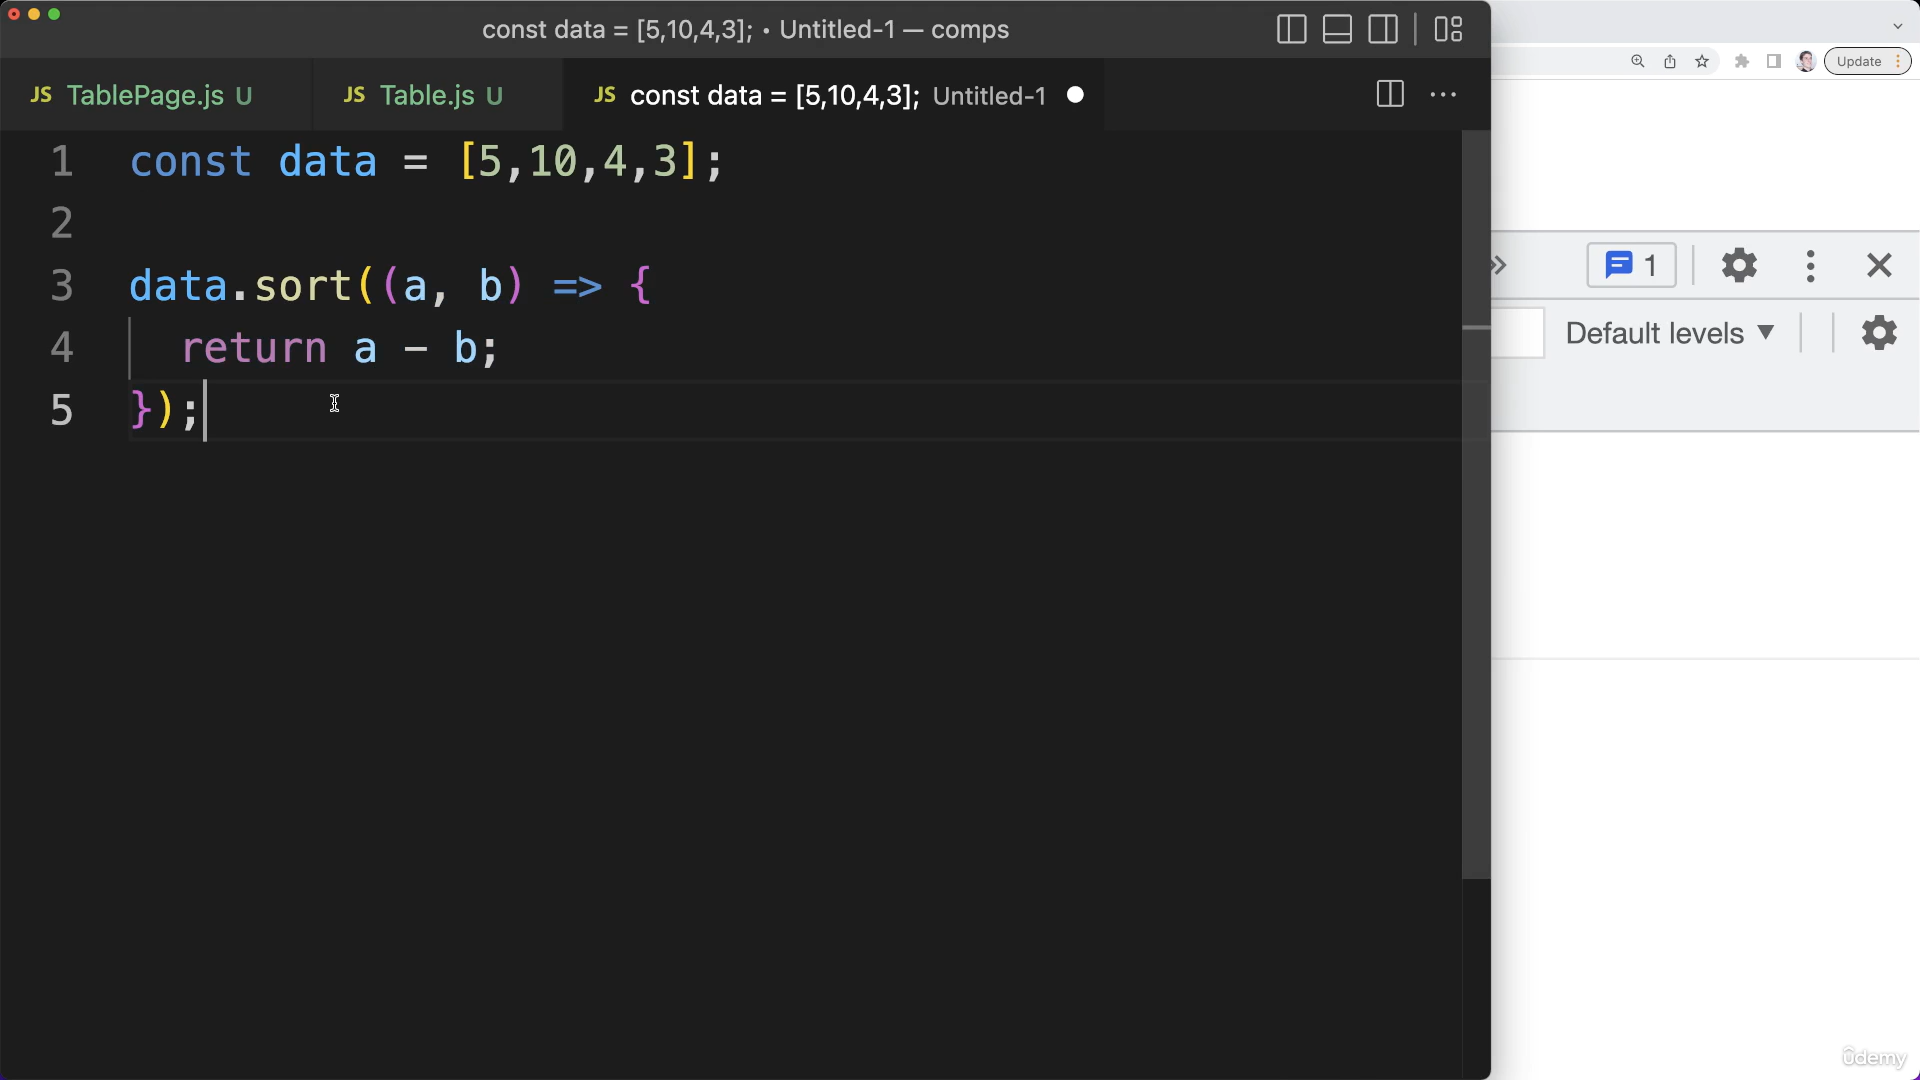 const data = [5,10,4,3]; • Untitled-1 — comps
JS TablePage.js U
JS Table.js U
JS const data = [5,10,4,3]; Untitled-1
Update
1 const data = [5,10,4,3];
2
3 data.sort((a, b) => {
4 return a - b;
5 });
1
Default levels ▼
ûdemy